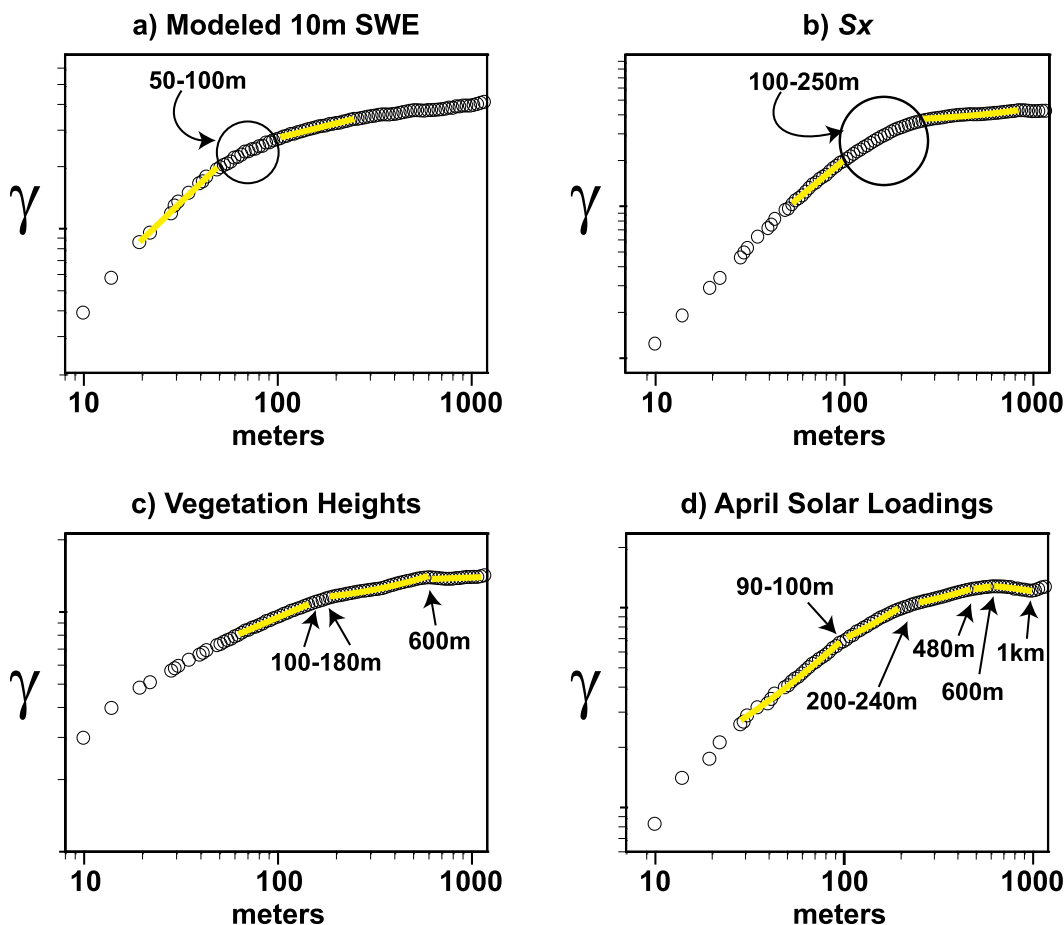 a) Modeled 10m SWE
50-100m
γ
10 100 1000
meters
b) Sx
100-250m
γ
10 100 1000
meters
c) Vegetation Heights
100-180m
600m
γ
10 100 1000
meters
d) April Solar Loadings
90-100m
200-240m
480m
600m
1km
γ
10 100 1000
meters